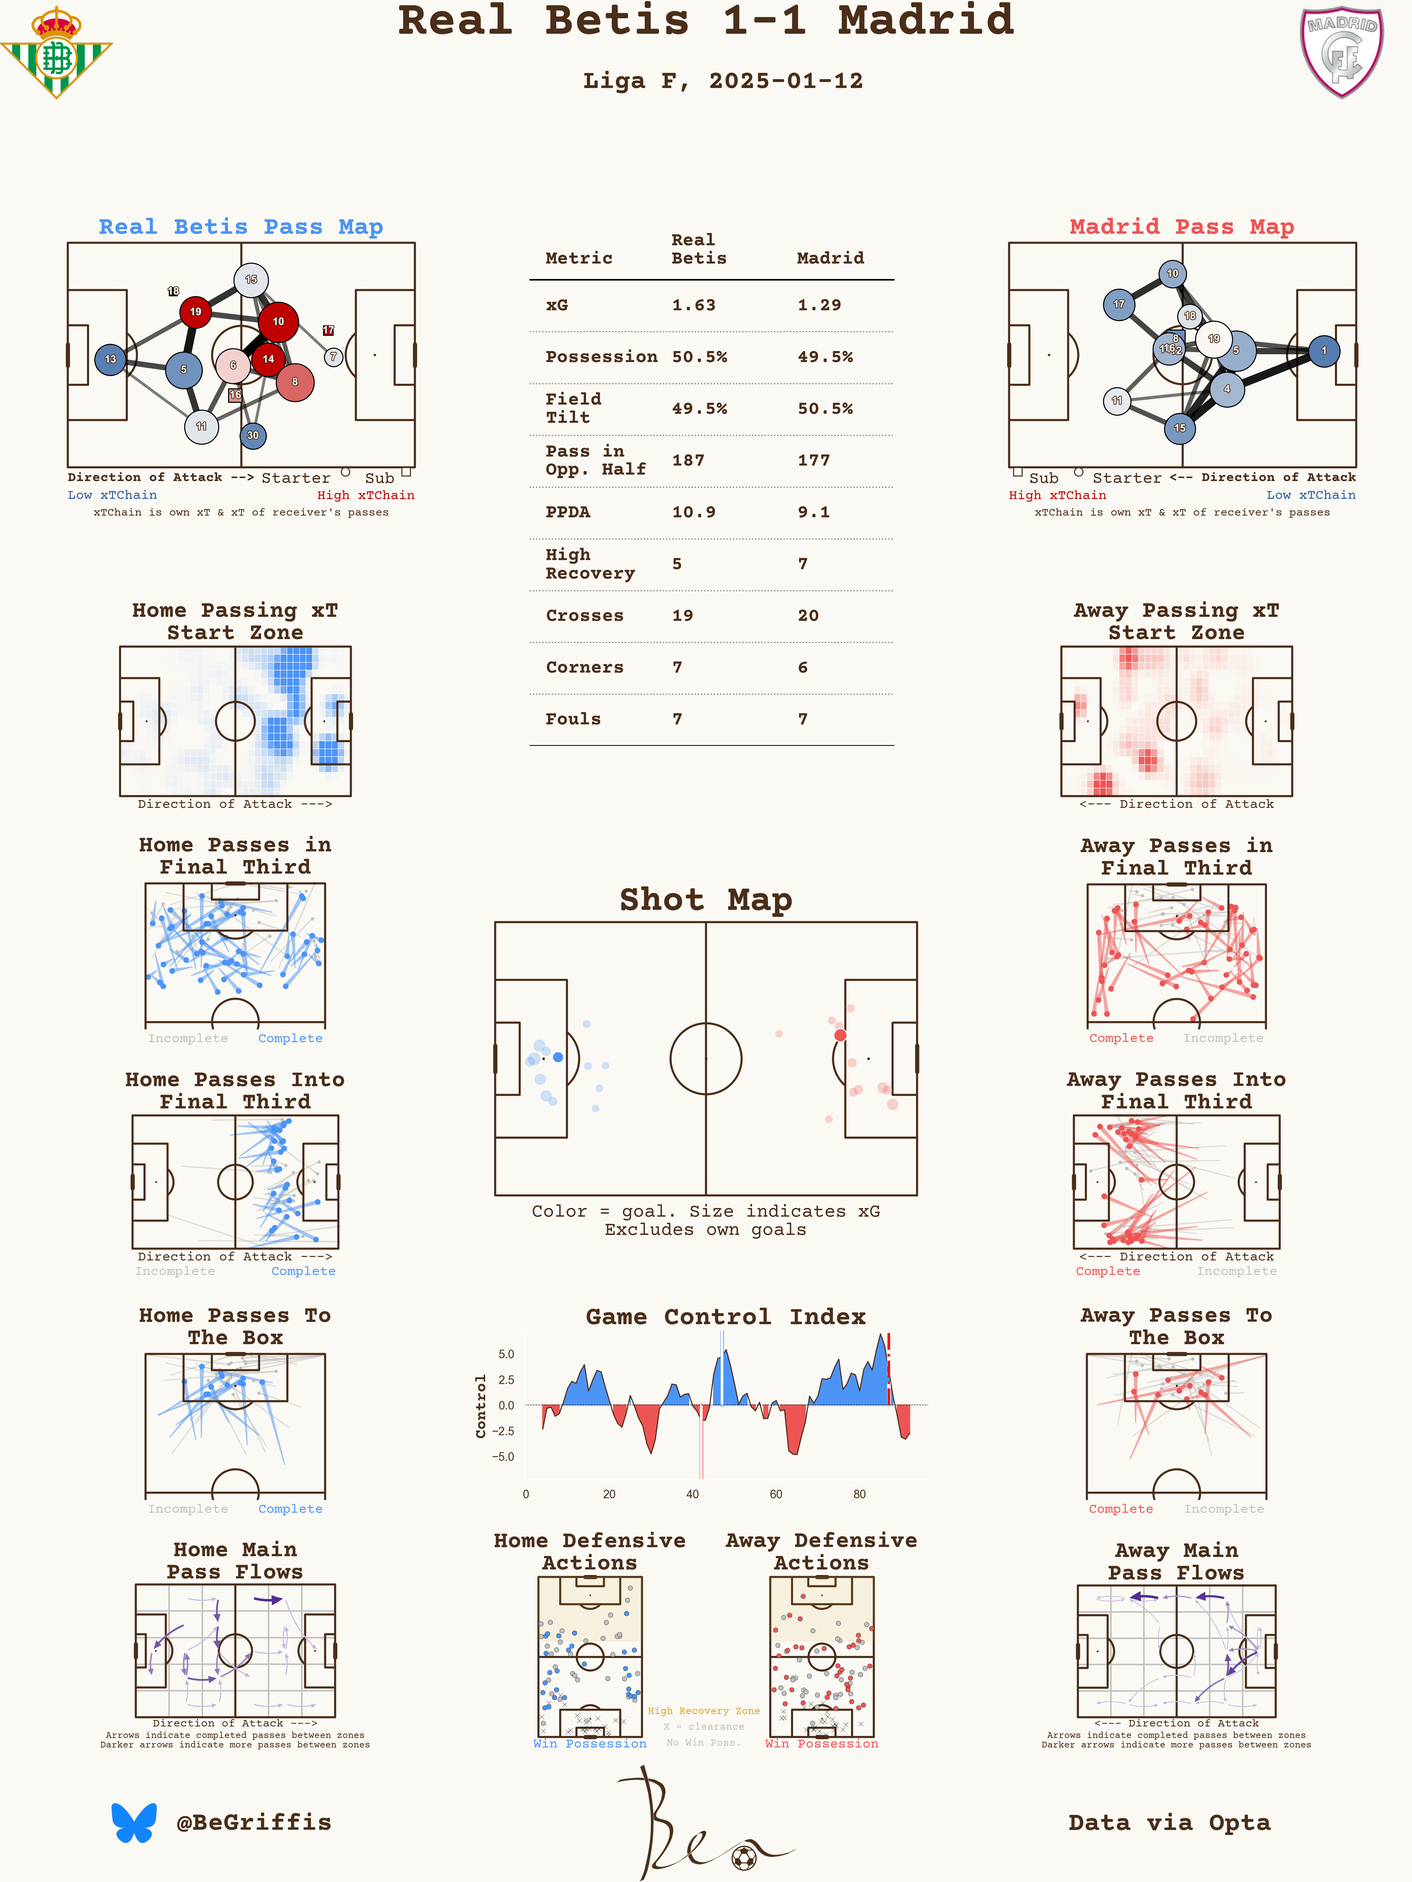 Real Betis 1-1 Madrid
Liga F, 2025-01-12
MADRID
Real Betis Pass Map
18
15
19
10
17
13
5
6
14
7
8
16
11
30
Direction of Attack --> Starter Sub
Low xTChain High xTChain
xTChain is own xT & xT of receiver's passes
Metric Real Betis Madrid
xG 1.63 1.29
Possession 50.5% 49.5%
Field Tilt 49.5% 50.5%
Pass in Opp. Half 187 177
PPDA 10.9 9.1
High Recovery 5 7
Crosses 19 20
Corners 7 6
Fouls 7 7
Madrid Pass Map
10
17
18
8
19
16
12
5
1
4
11
15
Sub Starter <-- Direction of Attack
High xTChain Low xTChain
xTChain is own xT & xT of receiver's passes
Home Passing xT
Start Zone
Direction of Attack --->
Away Passing xT
Start Zone
<--- Direction of Attack
Home Passes in
Final Third
Incomplete Complete
Away Passes in
Final Third
Complete Incomplete
Shot Map
Color = goal. Size indicates xG
Excludes own goals
Home Passes Into
Final Third
Direction of Attack --->
Incomplete Complete
Away Passes Into
Final Third
<--- Direction of Attack
Complete Incomplete
Home Passes To
The Box
Incomplete Complete
Game Control Index
Control
5.0
2.5
0.0
−2.5
−5.0
0 20 40 60 80
Away Passes To
The Box
Complete Incomplete
Home Main
Pass Flows
Direction of Attack --->
Arrows indicate completed passes between zones
Darker arrows indicate more passes between zones
Home Defensive
Actions
Win Possession
Away Defensive
Actions
Win Possession
High Recovery Zone
X = clearance
No Win Poss.
Away Main
Pass Flows
<--- Direction of Attack
Arrows indicate completed passes between zones
Darker arrows indicate more passes between zones
@BeGriffis
Ben
Data via Opta